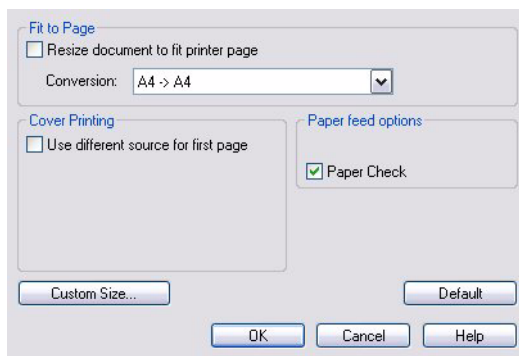 Fit to Page
Resize document to fit printer page
Conversion: A4 -> A4
Cover Printing
Use different source for first page
Paper feed options
Paper Check
Custom Size...
Default
OK Cancel Help